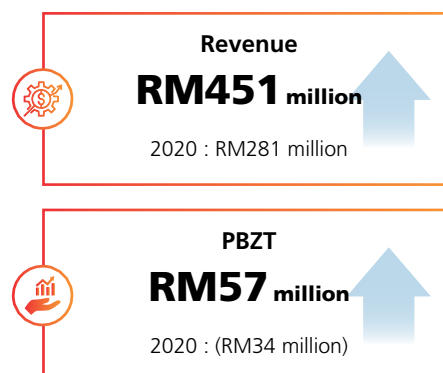 Revenue
RM451 million
2020 : RM281 million
PBZT
RM57 million
2020 : (RM34 million)